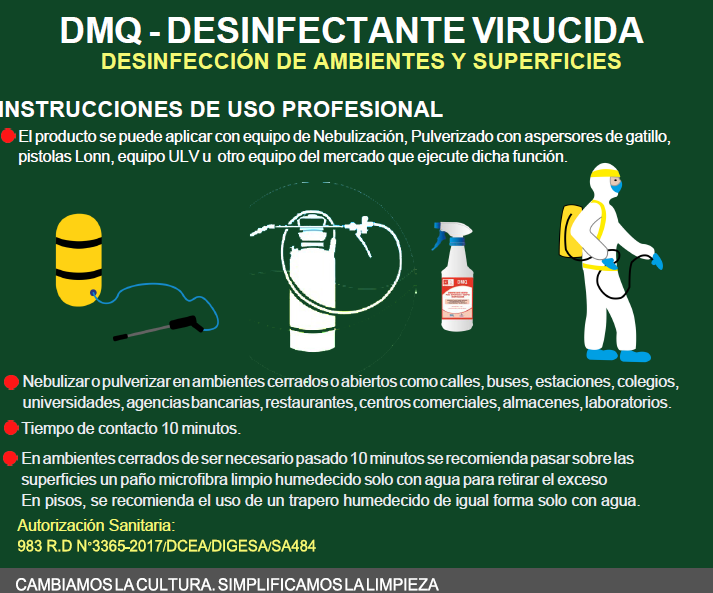 DMQ - DESINFECTANTE VIRUCIDA
DESINFECCIÓN DE AMBIENTES Y SUPERFICIES
INSTRUCCIONES DE USO PROFESIONAL
El producto se puede aplicar con equipo de Nebulización, Pulverizado con aspersores de gatillo,
pistolas Lonn, equipo ULV u otro equipo del mercado que ejecute dicha función.
DMQ
Nebulizar o pulverizar en ambientes cerrados o abiertos como calles, buses, estaciones, colegios,
universidades, agencias bancarias, restaurantes, centros comerciales, almacenes, laboratorios.
Tiempo de contacto 10 minutos.
En ambientes cerrados de ser necesario pasado 10 minutos se recomienda pasar sobre las
superficies un paño microfibra limpio humedecido solo con agua para retirar el exceso
En pisos, se recomienda el uso de un trapero humedecido de igual forma solo con agua.
Autorización Sanitaria:
983 R.D N°3365-2017/DCEA/DIGESA/SA484
CAMBIAMOS LA CULTURA. SIMPLIFICAMOS LA LIMPIEZA